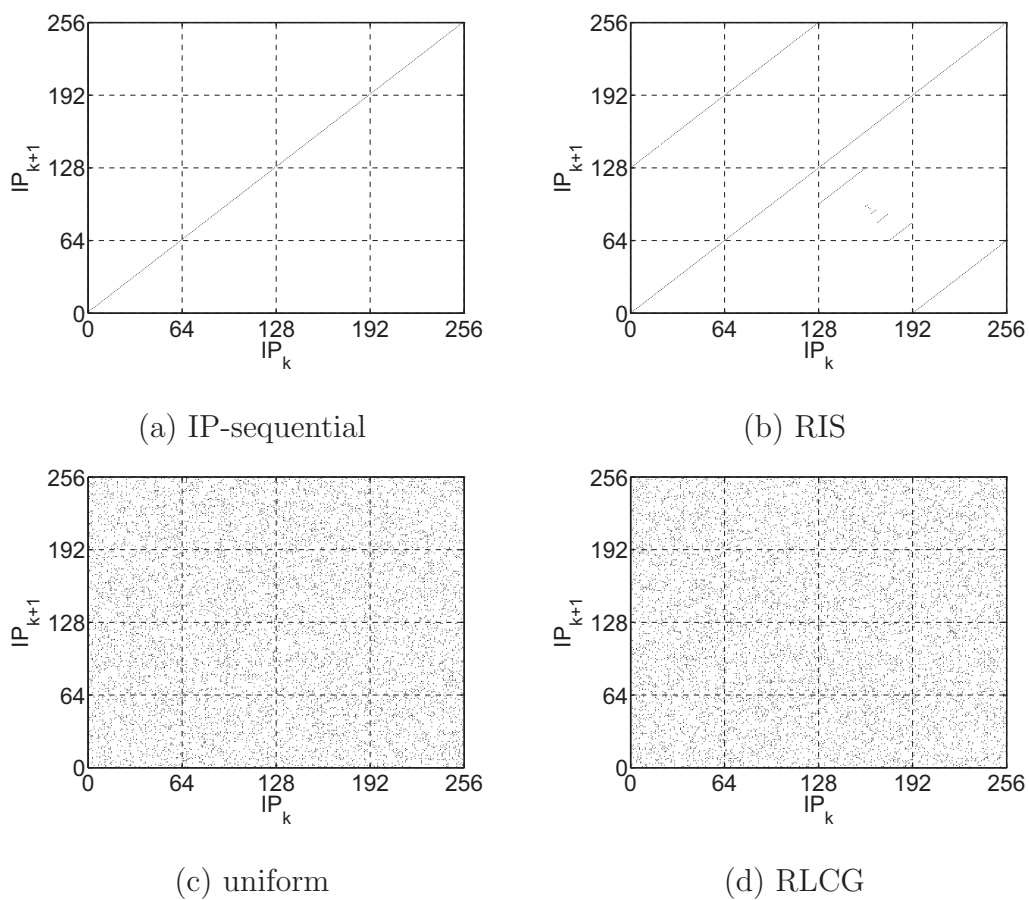 256
192
128
64
0
IP_{k+1}
0 64 128 192 256
IP_k
(a) IP-sequential
256
192
128
64
0
IP_{k+1}
0 64 128 192 256
IP_k
(b) RIS
256
192
128
64
0
IP_{k+1}
0 64 128 192 256
IP_k
(c) uniform
256
192
128
64
0
IP_{k+1}
0 64 128 192 256
IP_k
(d) RLCG